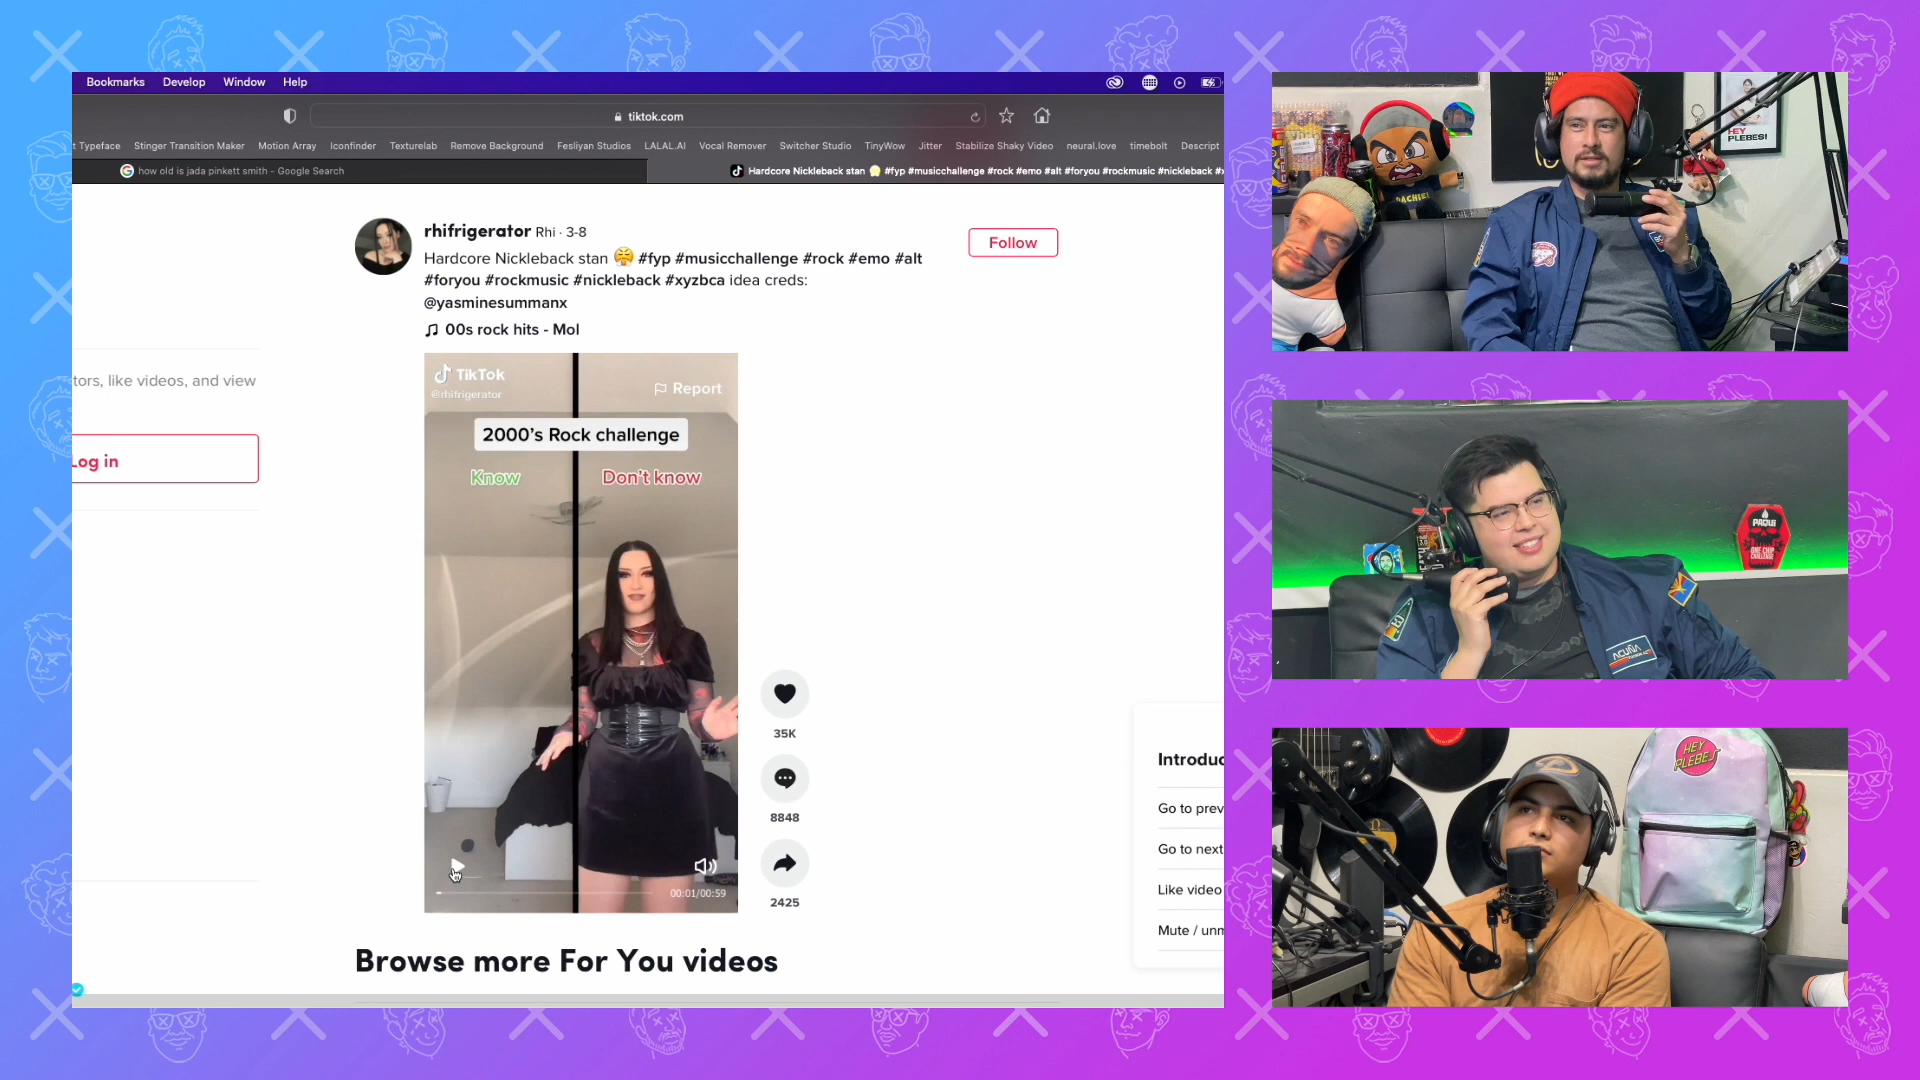 Bookmarks Develop Window Help
tiktok.com
t Typeface Stinger Transition Maker Motion Array Iconfinder Texturelab Remove Background Fesliyan Studios LALAL.AI Vocal Remover Switcher Studio TinyWow Jitter Stabilize Shaky Video neural.love timebolt Descript
how old is jada pinkett smith - Google Search
Hardcore Nickleback stan #fyp #musicchallenge #rock #emo #alt #foryou #rockmusic #nickleback #x
rhifrigerator Rhi · 3-8
Follow
Hardcore Nickleback stan 😤 #fyp #musicchallenge #rock #emo #alt
#foryou #rockmusic #nickleback #xyzbca idea creds:
@yasminesummanx
00s rock hits - Mol
tors, like videos, and view
Log in
TikTok
@rhifrigerator
Report
2000's Rock challenge
Know
Don't know
00:01/00:59
35K
8848
2425
Introduc
Go to prev
Go to next
Like video
Mute / unm
Browse more For You videos
HEY
PLEBES!
DACHIE!
PAQUI
ONE CHIP
CHALLENGE
ACUÑA
HEY
PLEBES